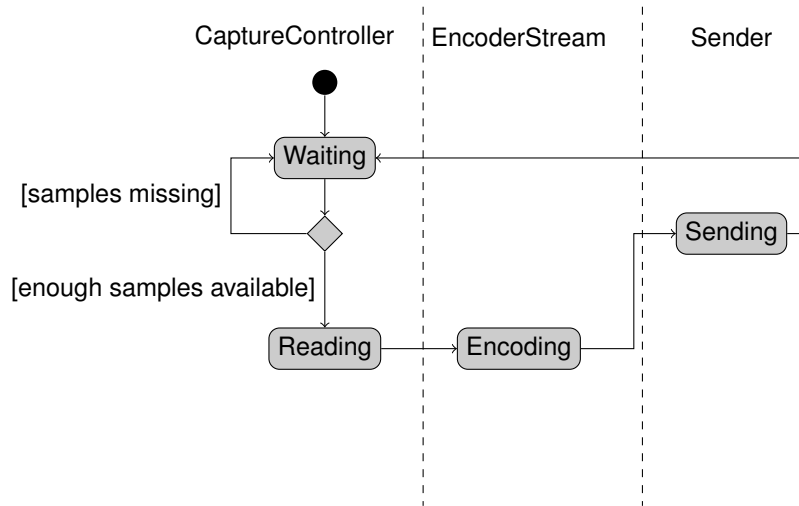 CaptureController
EncoderStream
Sender
Waiting
[samples missing]
Sending
[enough samples available]
Reading
Encoding